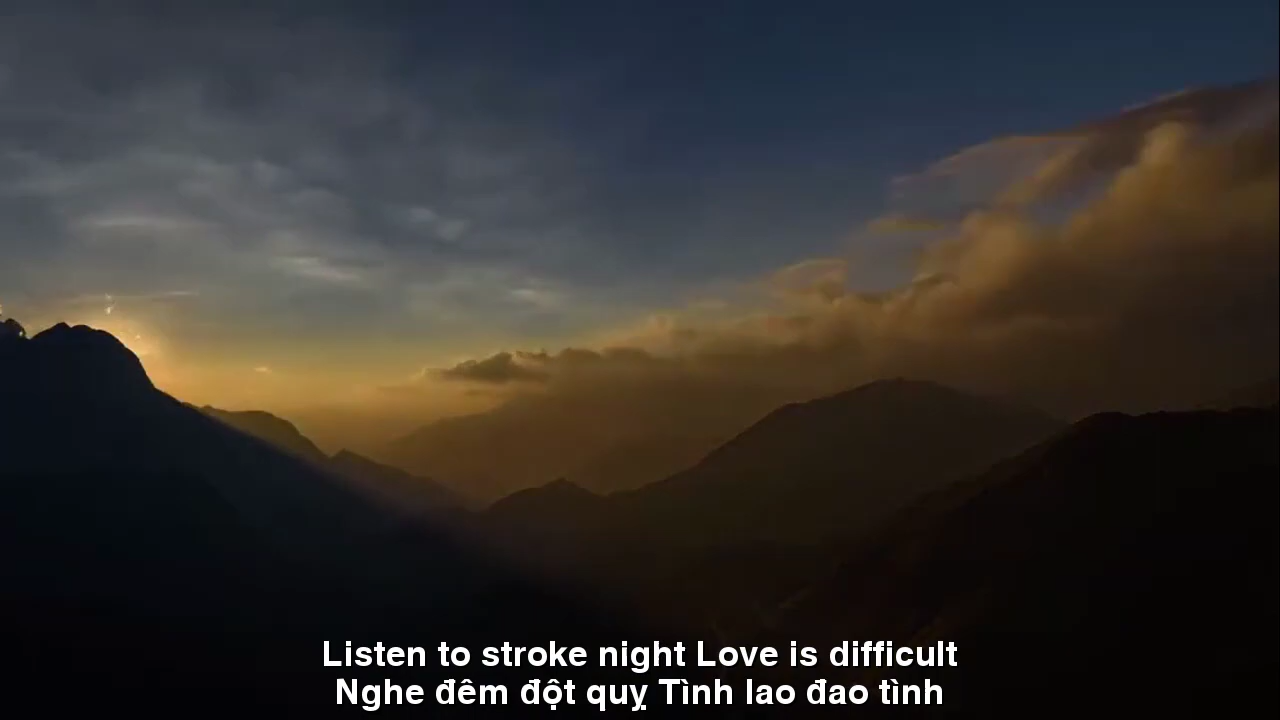 Listen to stroke night Love is difficult
Nghe đêm đột quỵ Tình lao đao tình